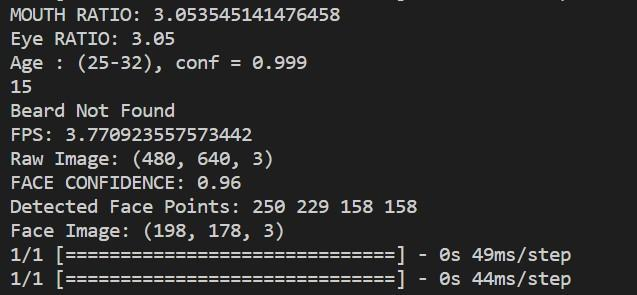 MOUTH RATIO: 3.053545141476458
Eye RATIO: 3.05
Age : (25-32), conf = 0.999
15
Beard Not Found
FPS: 3.770923557573442
Raw Image: (480, 640, 3)
FACE CONFIDENCE: 0.96
Detected Face Points: 250 229 158 158
Face Image: (198, 178, 3)
1/1 [==============================] - 0s 49ms/step
1/1 [==============================] - 0s 44ms/step